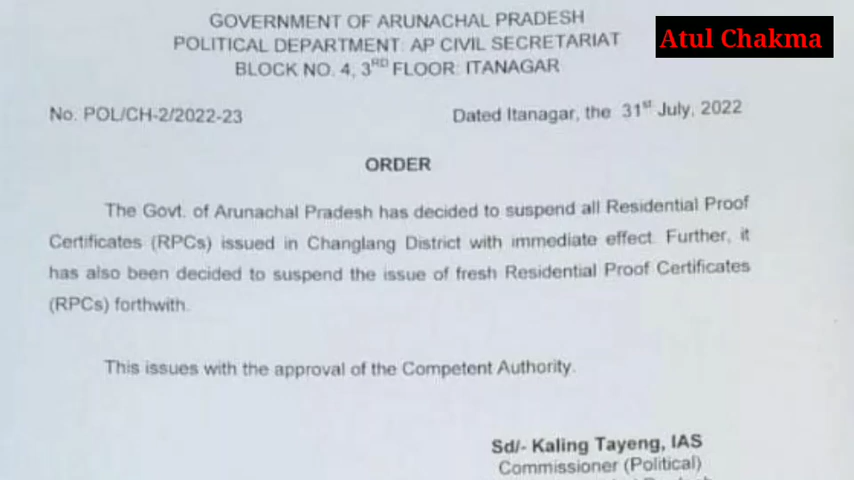 GOVERNMENT OF ARUNACHAL PRADESH
POLITICAL DEPARTMENT: AP CIVIL SECRETARIAT
BLOCK NO. 4, 3RD FLOOR: ITANAGAR
Atul Chakma
No. POL/CH-2/2022-23
Dated Itanagar, the 31st July, 2022
ORDER
The Govt. of Arunachal Pradesh has decided to suspend all Residential Proof
Certificates (RPCs) issued in Changlang District with immediate effect. Further, it
has also been decided to suspend the issue of fresh Residential Proof Certificates
(RPCs) forthwith.
This issues with the approval of the Competent Authority.
Sd/- Kaling Tayeng, IAS
Commissioner (Political)